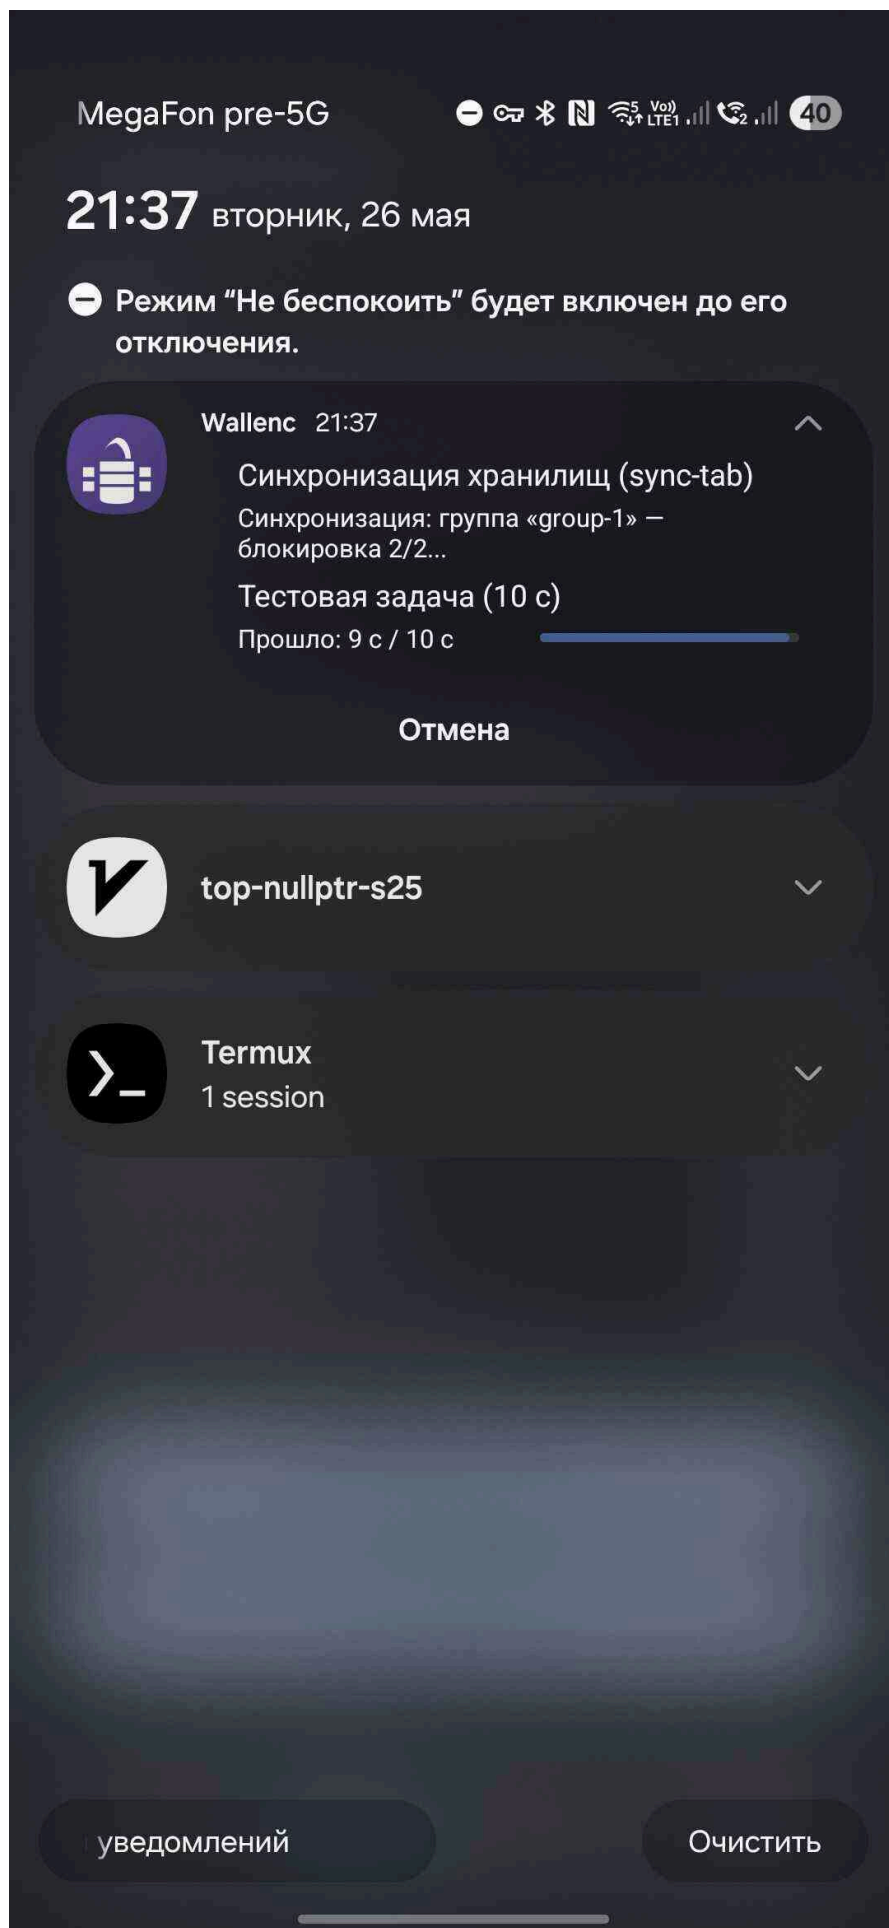 MegaFon pre-5G
40
21:37 вторник, 26 мая
Режим “Не беспокоить” будет включен до его
отключения.
Wallenc 21:37
Синхронизация хранилищ (sync-tab)
Синхронизация: группа «group-1» —
блокировка 2/2...
Тестовая задача (10 с)
Прошло: 9 с / 10 с
Отмена
top-nullptr-s25
Termux
1 session
уведомлений
Очистить